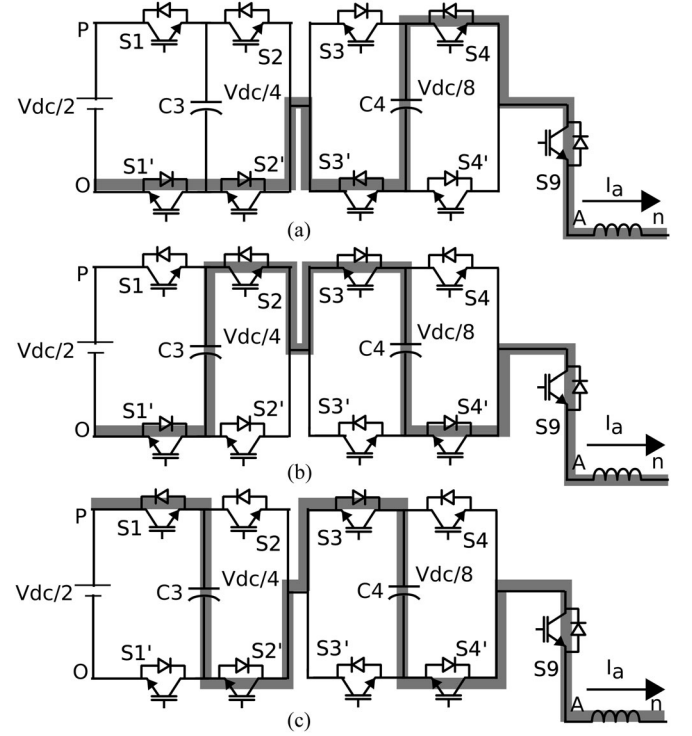 P S1 S2 S3 S4
Vdc/2 C3 Vdc/4 C4 Vdc/8
S1' S2' S3' S4' S9 Ia
O A n
(a)
P S1 S2 S3 S4
Vdc/2 C3 Vdc/4 C4 Vdc/8
S1' S2' S3' S4' S9 Ia
O A n
(b)
P S1 S2 S3 S4
Vdc/2 C3 Vdc/4 C4 Vdc/8
S1' S2' S3' S4' S9 Ia
O A n
(c)